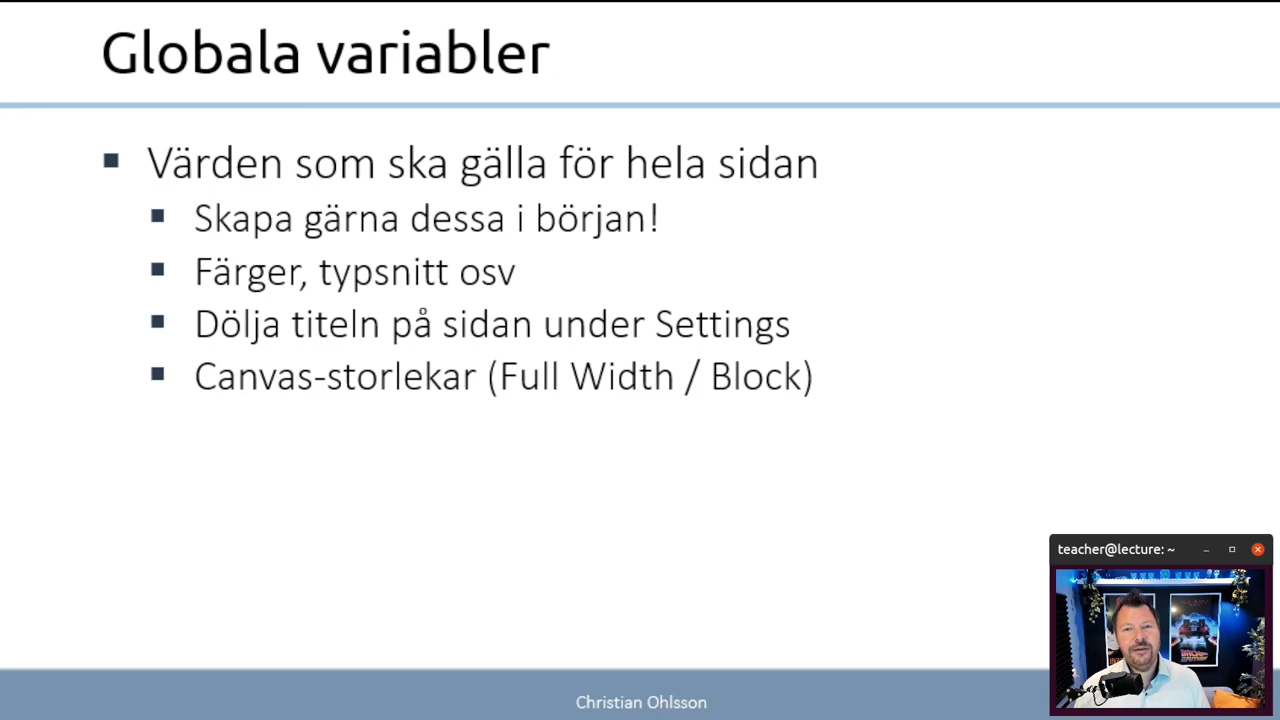 Globala variabler
Värden som ska gälla för hela sidan
Skapa gärna dessa i början!
Färger, typsnitt osv
Dölja titeln på sidan under Settings
Canvas-storlekar (Full Width / Block)
teacher@lecture: ~
Christian Ohlsson